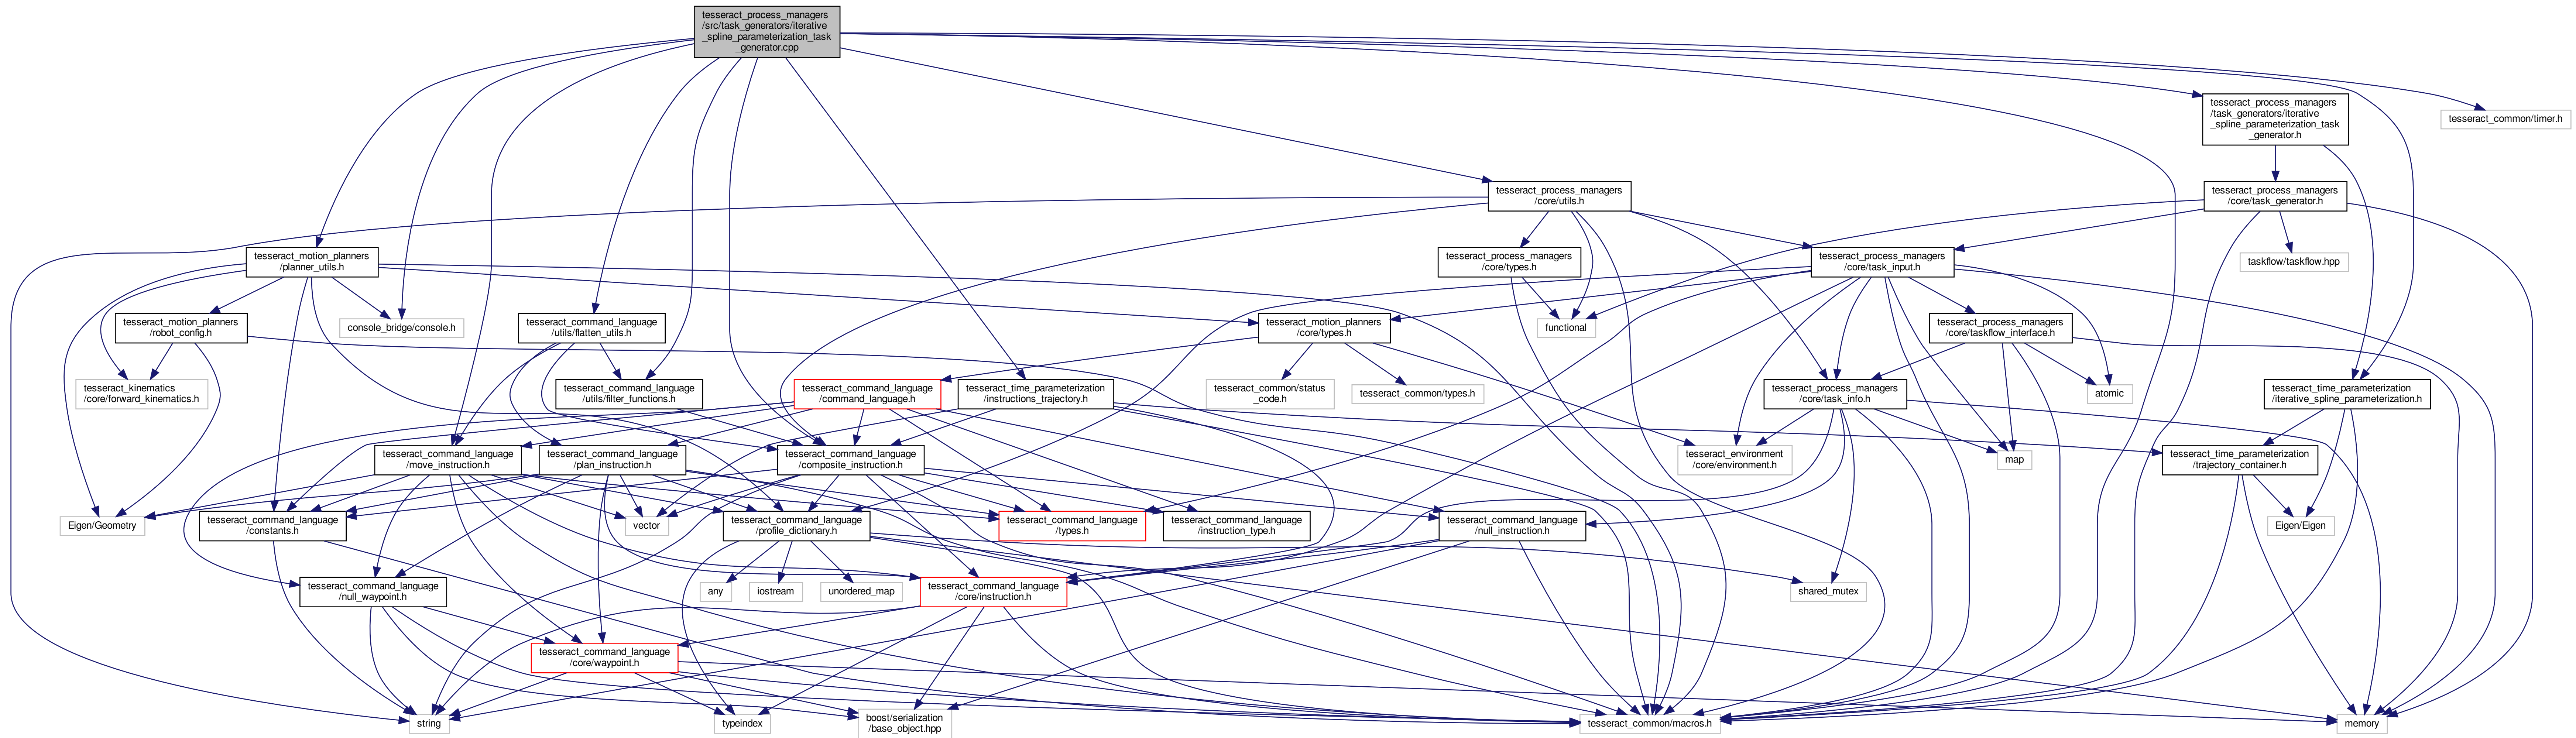 tesseract_process_managers
/src/task_generators/iterative
_spline_parameterization_task
_generator.cpp
tesseract_process_managers
/task_generators/iterative
_spline_parameterization_task
_generator.h
tesseract_common/timer.h
tesseract_process_managers
/core/utils.h
tesseract_process_managers
/core/task_generator.h
tesseract_motion_planners
/planner_utils.h
tesseract_process_managers
/core/types.h
tesseract_process_managers
/core/task_input.h
taskflow/taskflow.hpp
tesseract_motion_planners
/robot_config.h
console_bridge/console.h
tesseract_command_language
/utils/flatten_utils.h
tesseract_motion_planners
/core/types.h
functional
tesseract_process_managers
/core/taskflow_interface.h
tesseract_kinematics
/core/forward_kinematics.h
tesseract_command_language
/utils/filter_functions.h
tesseract_command_language
/command_language.h
tesseract_time_parameterization
/instructions_trajectory.h
tesseract_common/status
_code.h
tesseract_common/types.h
tesseract_process_managers
/core/task_info.h
atomic
tesseract_time_parameterization
/iterative_spline_parameterization.h
tesseract_command_language
/move_instruction.h
tesseract_command_language
/plan_instruction.h
tesseract_command_language
/composite_instruction.h
tesseract_environment
/core/environment.h
map
tesseract_time_parameterization
/trajectory_container.h
Eigen/Geometry
tesseract_command_language
/constants.h
vector
tesseract_command_language
/profile_dictionary.h
tesseract_command_language
/types.h
tesseract_command_language
/instruction_type.h
tesseract_command_language
/null_instruction.h
Eigen/Eigen
tesseract_command_language
/null_waypoint.h
any
iostream
unordered_map
tesseract_command_language
/core/instruction.h
shared_mutex
tesseract_command_language
/core/waypoint.h
string
typeindex
boost/serialization
/base_object.hpp
tesseract_common/macros.h
memory